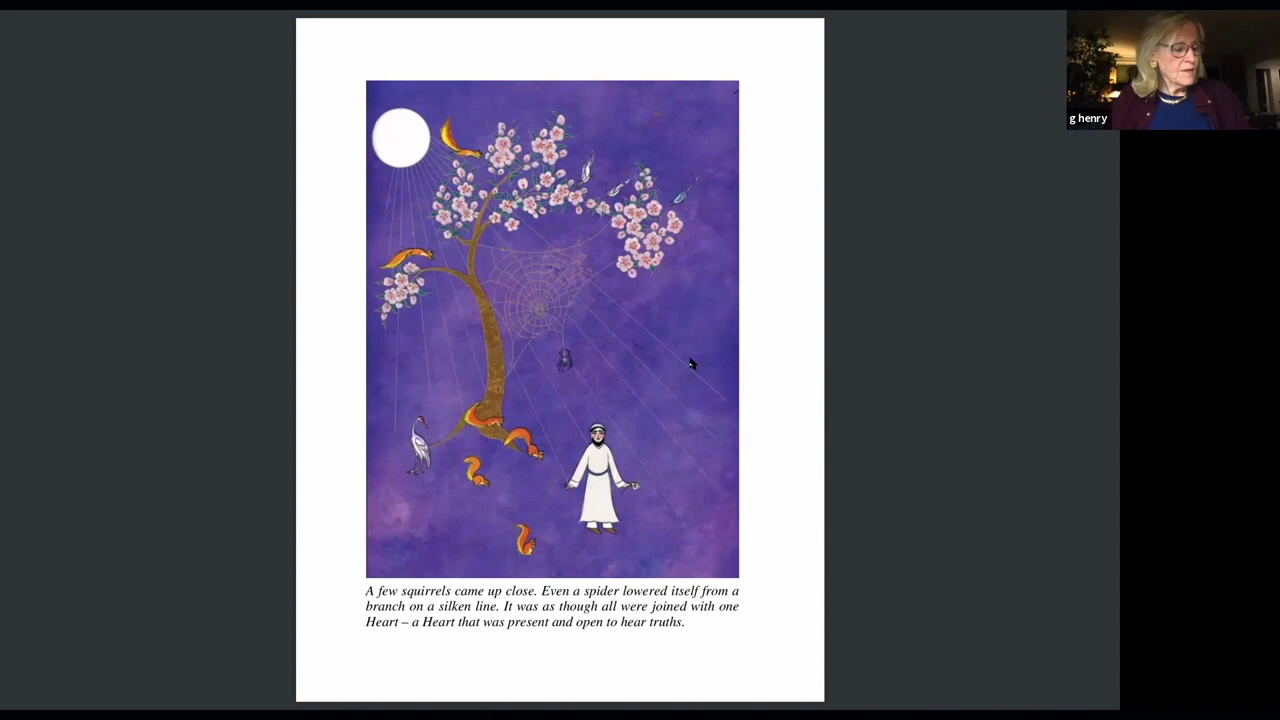 g henry
A few squirrels came up close. Even a spider lowered itself from a
branch on a silken line. It was as though all were joined with one
Heart – a Heart that was present and open to hear truths.